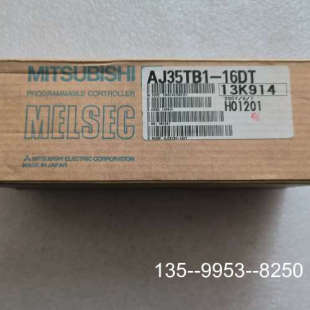 MITSUBISHI
PROGRAMMABLE CONTROLLER
MELSEC
MITSUBISHI ELECTRIC CORPORATION
MADE IN JAPAN
AJ35TB1-16DT
13K914
H01201
135--9953--8250